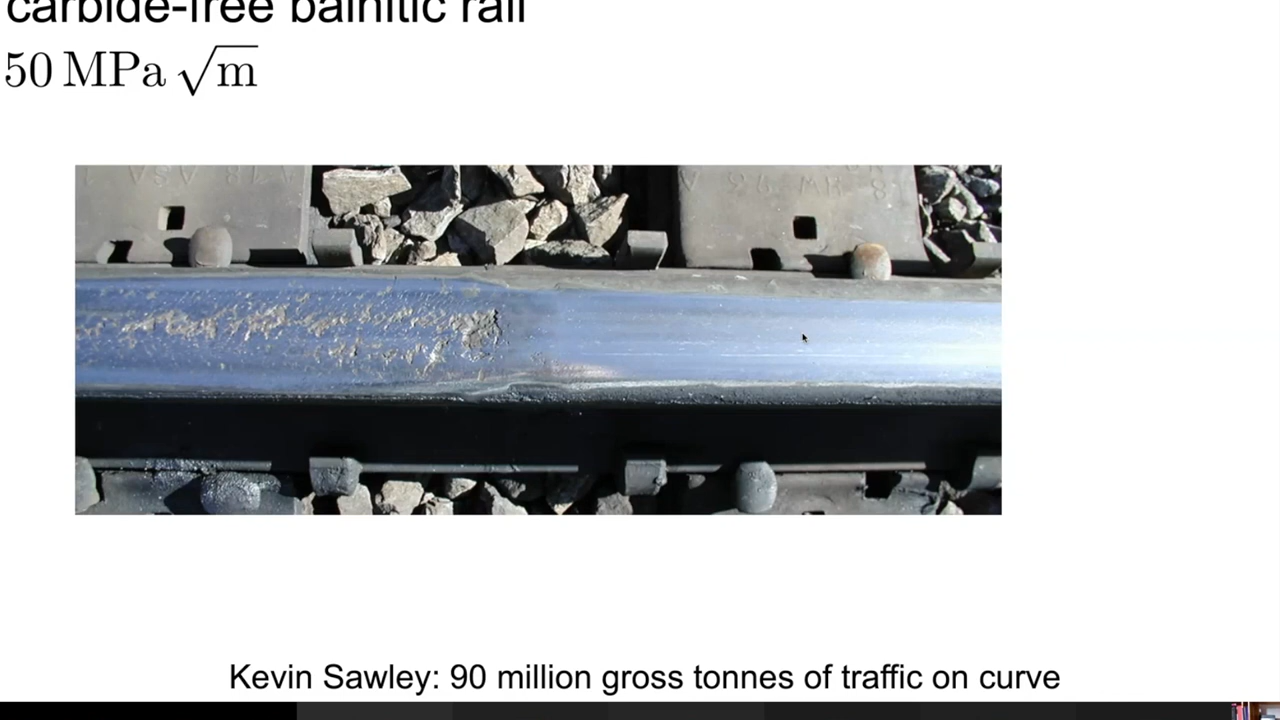 carbide-free bainitic rail
50 MPa √m
Kevin Sawley: 90 million gross tonnes of traffic on curve